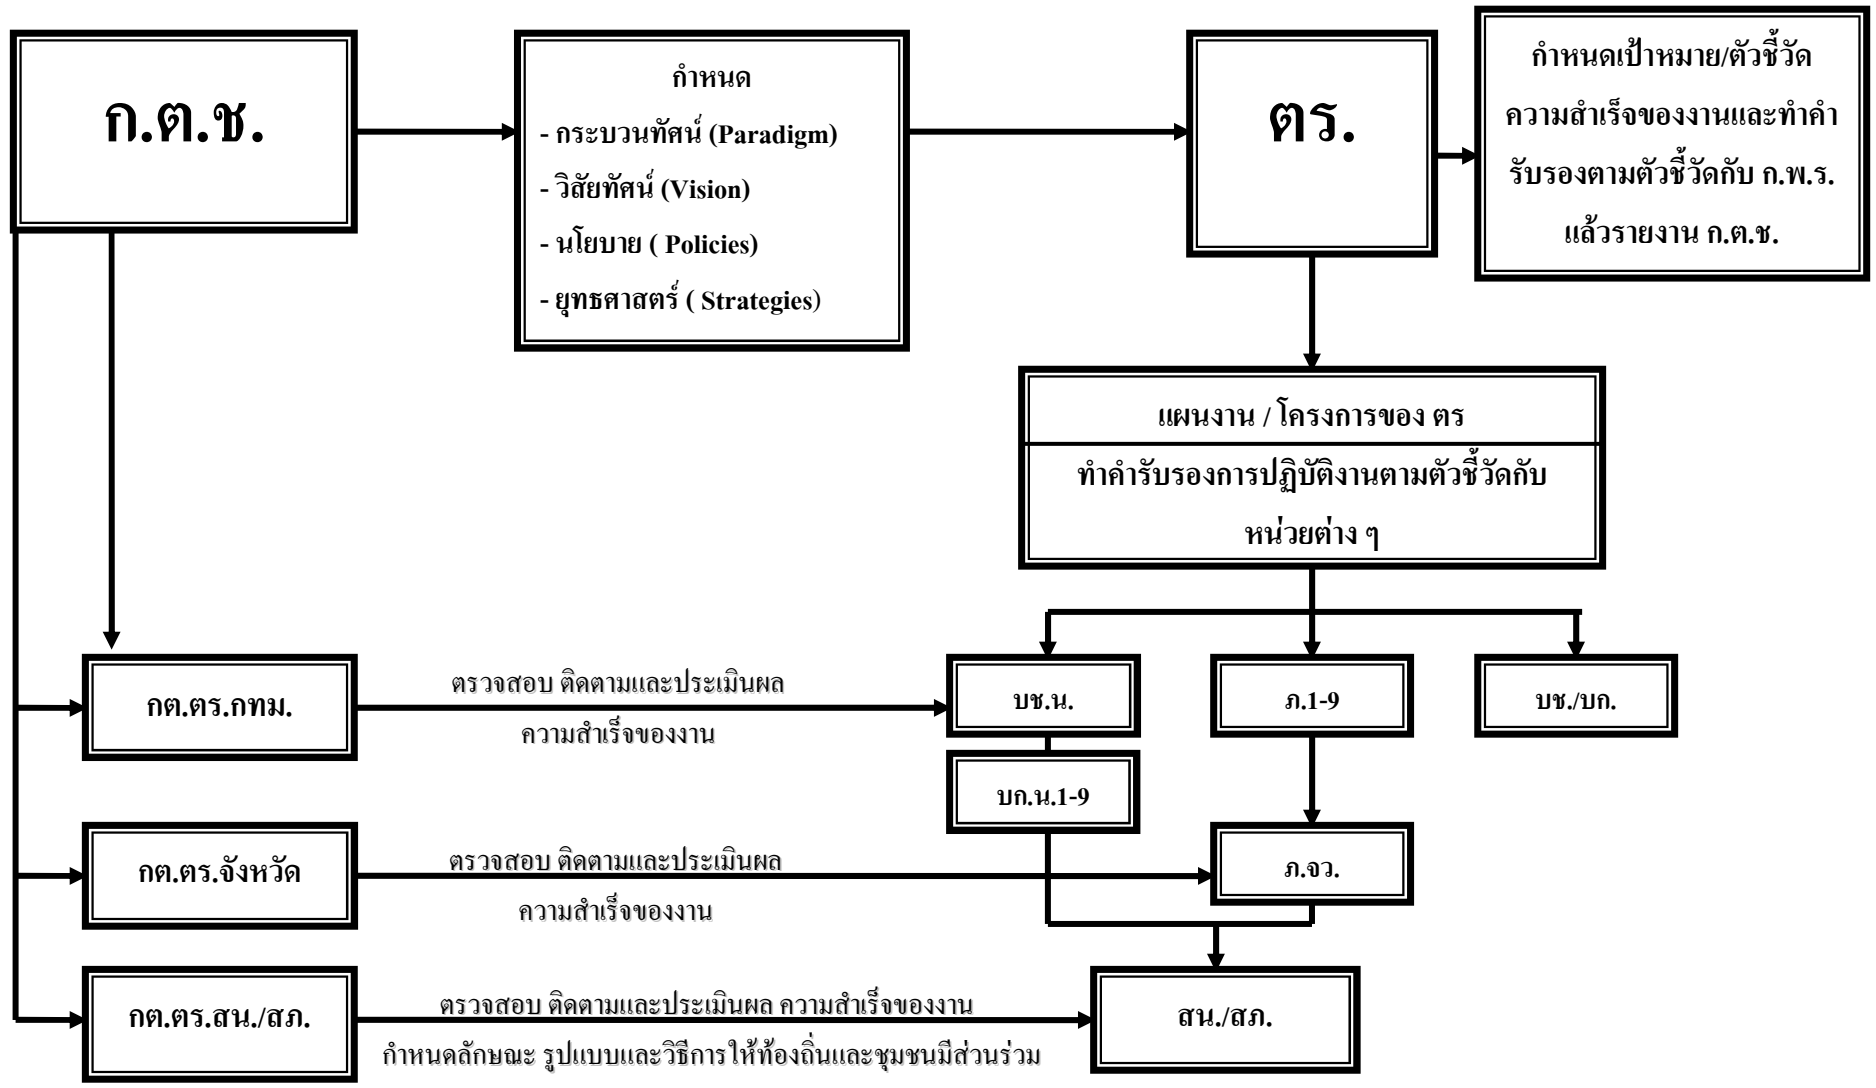 ก.ต.ช.
กำหนด
- กระบวนทัศน์ (Paradigm)
- วิสัยทัศน์ (Vision)
- นโยบาย ( Policies)
- ยุทธศาสตร์ ( Strategies)
ตร.
กำหนดเป้าหมาย/ตัวชี้วัด
ความสำเร็จของงานและทำคำ
รับรองตามตัวชี้วัดกับ ก.พ.ร.
แล้วรายงาน ก.ต.ช.
แผนงาน / โครงการของ ตร
ทำคำรับรองการปฏิบัติงานตามตัวชี้วัดกับ
หน่วยต่าง ๆ
กต.ตร.กทม.
ตรวจสอบ ติดตามและประเมินผล
ความสำเร็จของงาน
บช.น.
ภ.1-9
บช./บก.
บก.น.1-9
กต.ตร.จังหวัด
ตรวจสอบ ติดตามและประเมินผล
ความสำเร็จของงาน
ภ.จว.
กต.ตร.สน./สภ.
ตรวจสอบ ติดตามและประเมินผล ความสำเร็จของงาน
กำหนดลักษณะ รูปแบบและวิธีการให้ท้องถิ่นและชุมชนมีส่วนร่วม
สน./สภ.